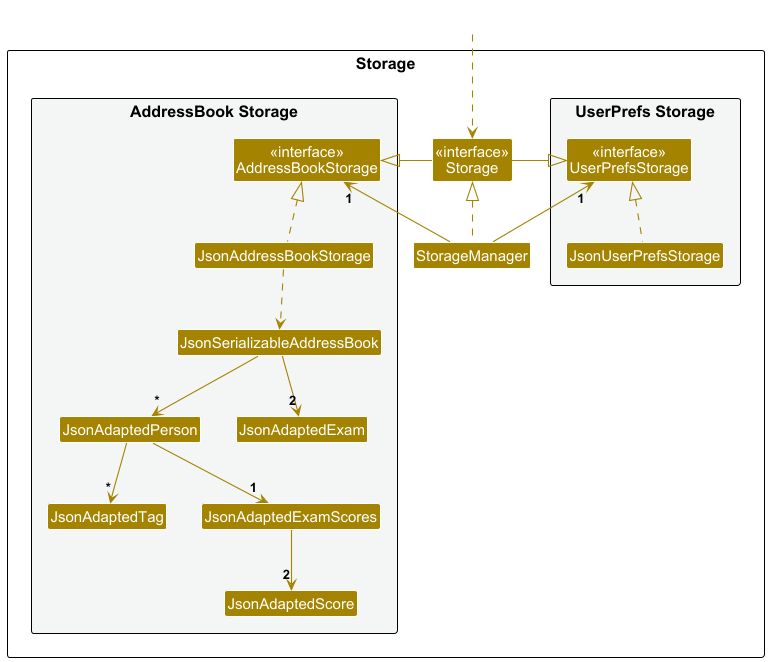 Storage
AddressBook Storage
UserPrefs Storage
«interface»
AddressBookStorage
«interface»
Storage
«interface»
UserPrefsStorage
1
1
JsonAddressBookStorage
StorageManager
JsonUserPrefsStorage
JsonSerializableAddressBook
*
2
JsonAdaptedPerson
JsonAdaptedExam
*
1
JsonAdaptedTag
JsonAdaptedExamScores
2
JsonAdaptedScore